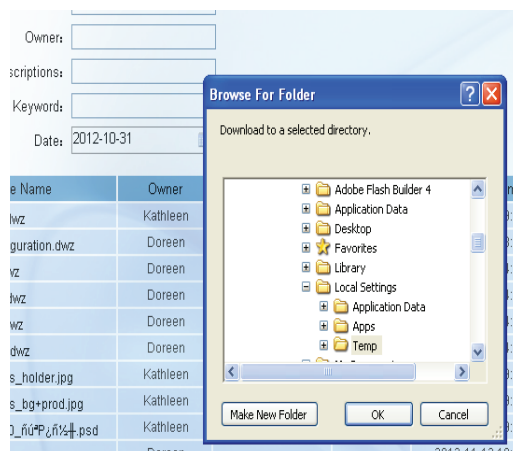 Owner:
scriptions:
Keyword:
Date: 2012-10-31
Browse For Folder
Download to a selected directory.
Adobe Flash Builder 4
Application Data
Desktop
Favorites
Library
Local Settings
Application Data
Apps
Temp
Make New Folder OK Cancel
e Name Owner
dwz Kathleen
guration.dwz Doreen
wz Doreen
dwz Doreen
wz Doreen
dwz Doreen
s_holder.jpg Kathleen
s_bg+prod.jpg Kathleen
.psd Kathleen